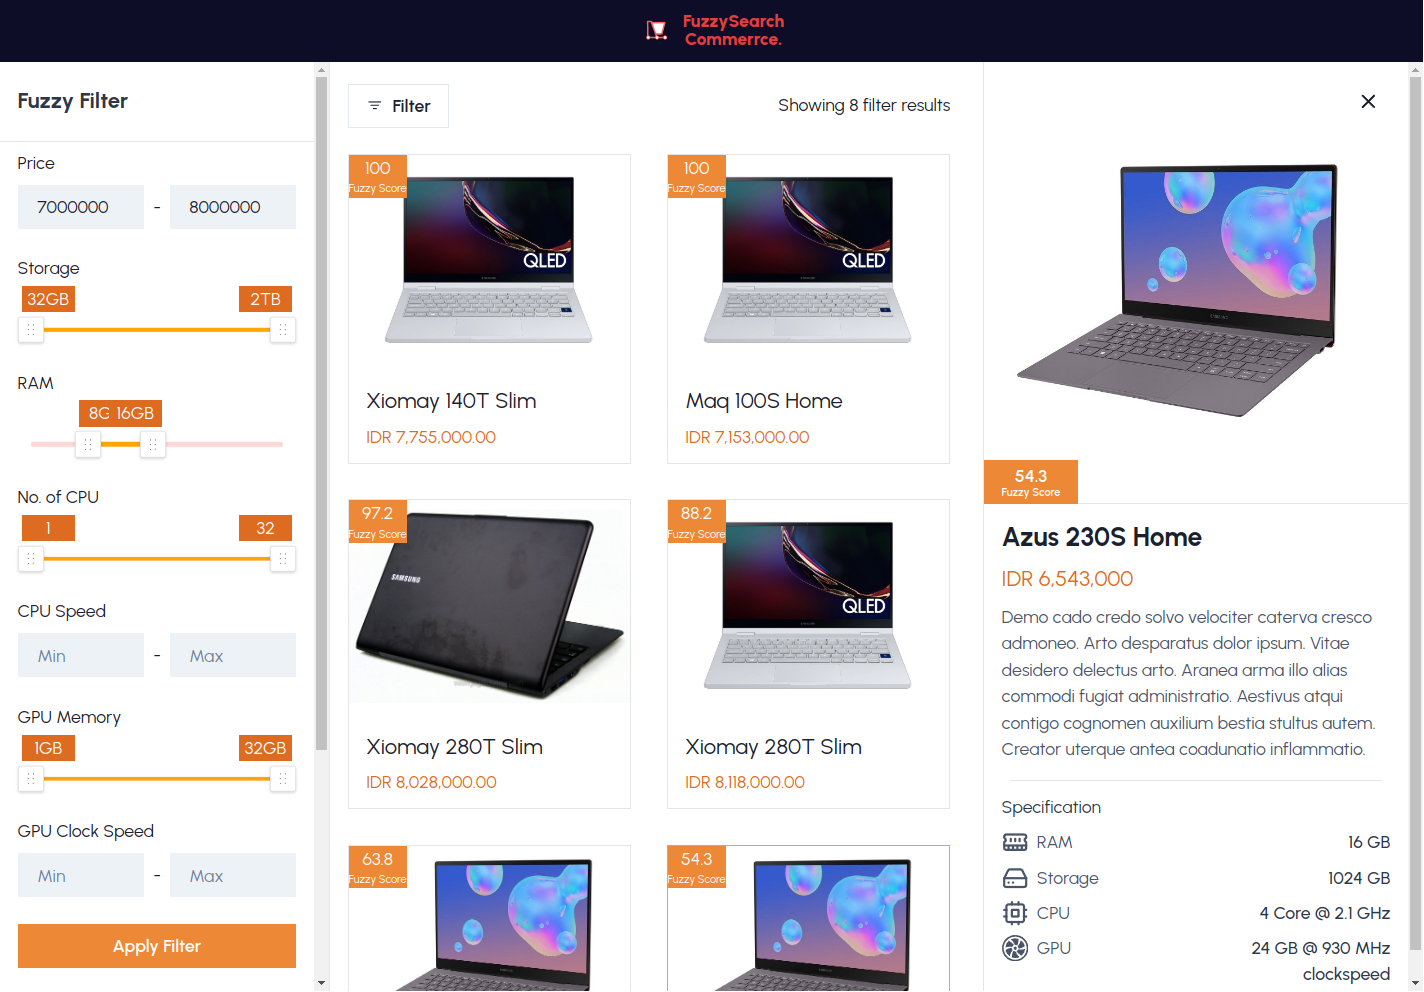 FuzzySearch
Commerrce.
Fuzzy Filter
Price
7000000 - 8000000
Storage
32GB 2TB
RAM
8G 16GB
No. of CPU
1 32
CPU Speed
Min - Max
GPU Memory
1GB 32GB
GPU Clock Speed
Min - Max
Apply Filter
Filter
Showing 8 filter results
100
Fuzzy Score
QLED
Xiomay 140T Slim
IDR 7,755,000.00
100
Fuzzy Score
QLED
Maq 100S Home
IDR 7,153,000.00
97.2
Fuzzy Score
SAMSUNG
Xiomay 280T Slim
IDR 8,028,000.00
88.2
Fuzzy Score
QLED
Xiomay 280T Slim
IDR 8,118,000.00
63.8
Fuzzy Score
54.3
Fuzzy Score
SAMSUNG
54.3
Fuzzy Score
Azus 230S Home
IDR 6,543,000
Demo cado credo solvo velociter caterva cresco
admoneo. Arto desparatus dolor ipsum. Vitae
desidero delectus arto. Aranea arma illo alias
commodi fugiat administratio. Aestivus atqui
contigo cognomen auxilium bestia stultus autem.
Creator uterque antea coadunatio inflammatio.
Specification
RAM 16 GB
Storage 1024 GB
CPU 4 Core @ 2.1 GHz
GPU 24 GB @ 930 MHz
clockspeed